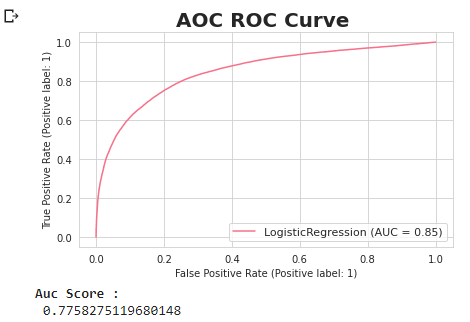 AOC ROC Curve
1.0
0.8
0.6
0.4
0.2
0.0
True Positive Rate (Positive label: 1)
LogisticRegression (AUC = 0.85)
0.0 0.2 0.4 0.6 0.8 1.0
False Positive Rate (Positive label: 1)
Auc Score :
0.7758275119680148